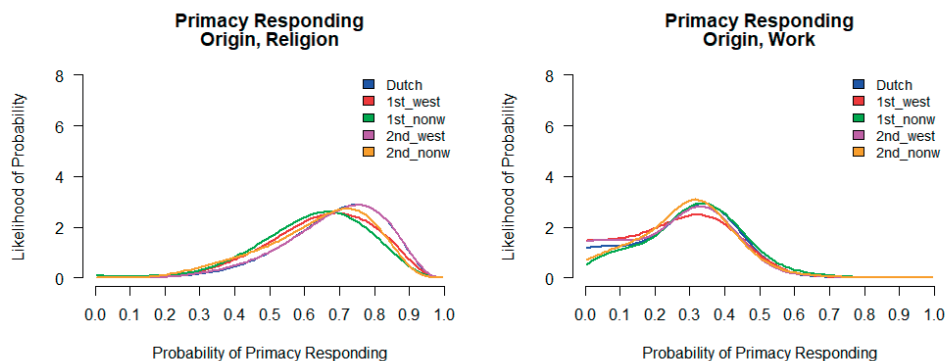 Primacy Responding
Origin, Religion
Likelihood of Probability
8
6
4
2
0
Dutch
1st_west
1st_nonw
2nd_west
2nd_nonw
0.0 0.1 0.2 0.3 0.4 0.5 0.6 0.7 0.8 0.9 1.0
Probability of Primacy Responding
Primacy Responding
Origin, Work
Likelihood of Probability
8
6
4
2
0
Dutch
1st_west
1st_nonw
2nd_west
2nd_nonw
0.0 0.1 0.2 0.3 0.4 0.5 0.6 0.7 0.8 0.9 1.0
Probability of Primacy Responding